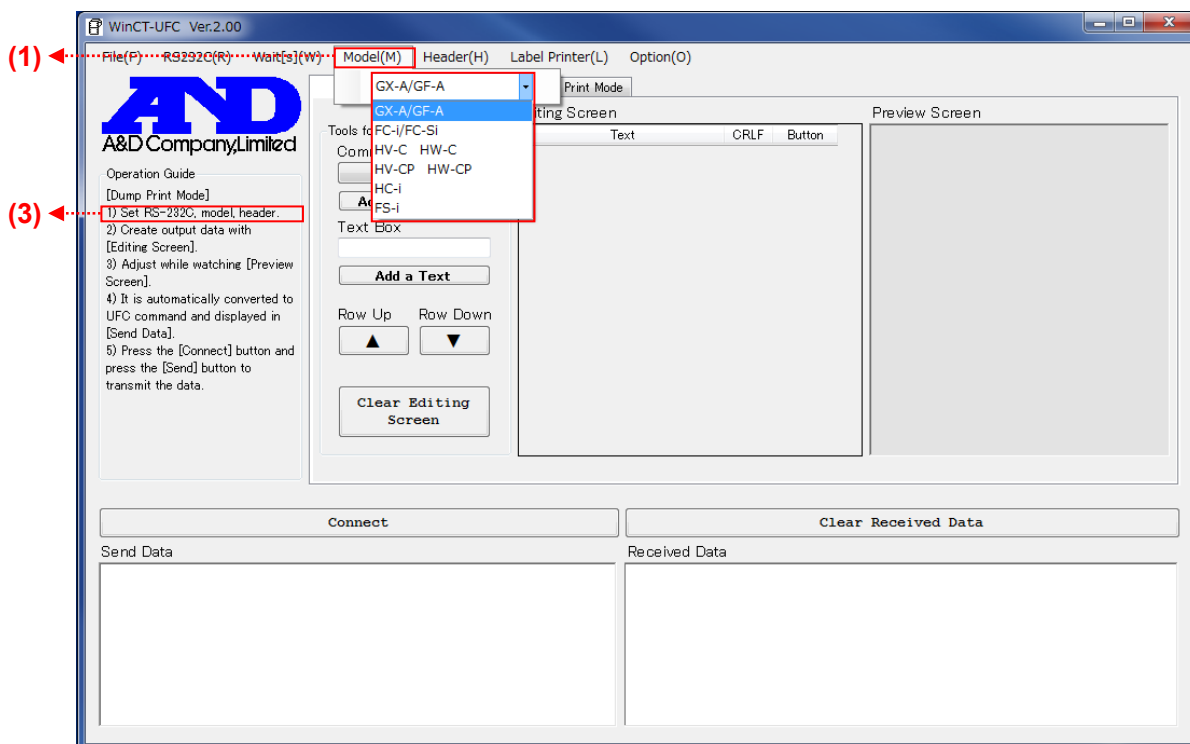 WinCT-UFC Ver.2.00
(1)
File(F) RS232C(R) Wait[s](W) Model(M) Header(H) Label Printer(L) Option(O)
GX-A/GF-A
Print Mode
GX-A/GF-A
FC-i/FC-Si
HV-C HW-C
HV-CP HW-CP
HC-i
FS-i
AND
A&D Company,Limited
Operation Guide
[Dump Print Mode]
(3)
1) Set RS-232C, model, header.
2) Create output data with
[Editing Screen].
3) Adjust while watching [Preview
Screen].
4) It is automatically converted to
UFC command and displayed in
[Send Data].
5) Press the [Connect] button and
press the [Send] button to
transmit the data.
Tools fo
Comm
Ad
Text Box
Add a Text
Row Up Row Down
▲ ▼
Clear Editing
Screen
iting Screen
Text CRLF Button
Preview Screen
Connect
Clear Received Data
Send Data
Received Data